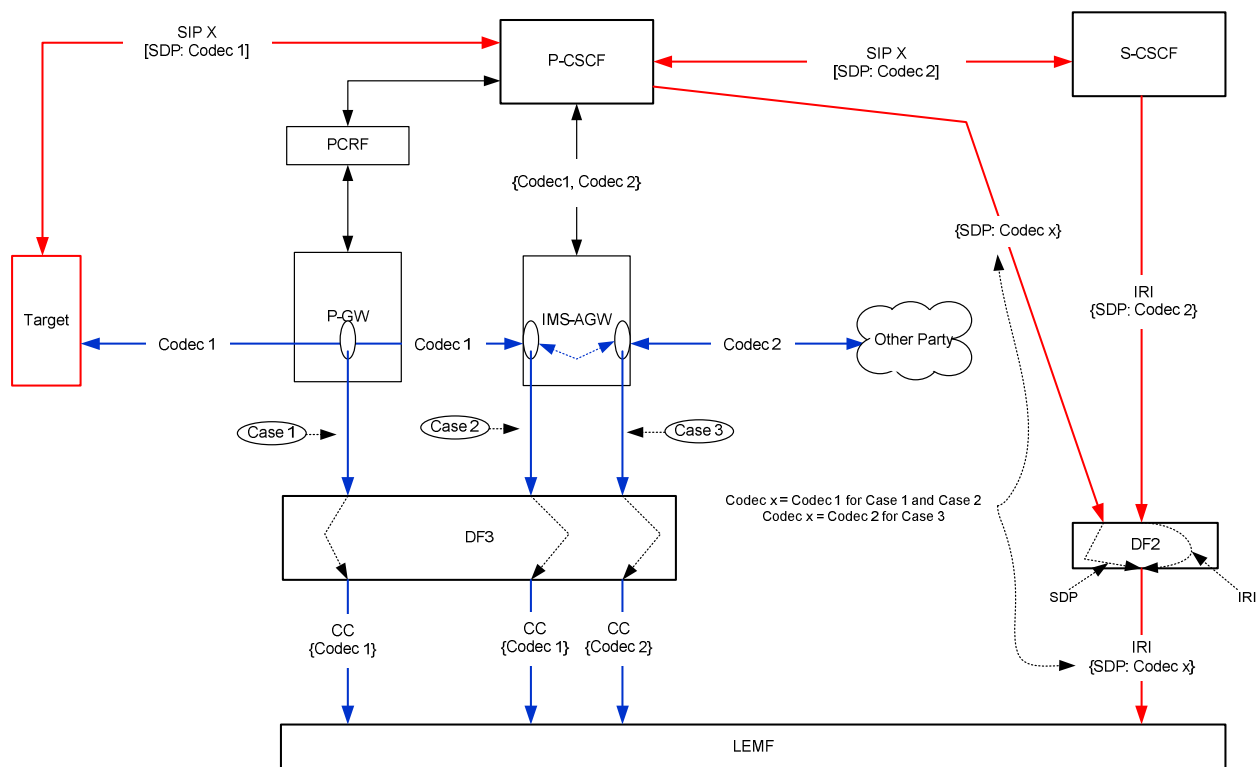 SIP X
[SDP: Codec 1]
P-CSCF
SIP X
[SDP: Codec 2]
S-CSCF
PCRF
{Codec1, Codec 2}
{SDP: Codec x}
IRI
{SDP: Codec 2}
Target
P-GW
IMS-AGW
Other Party
Codec 1
Codec 1
Codec 2
Case 1
Case 2
Case 3
Codec x = Codec 1 for Case 1 and Case 2
Codec x = Codec 2 for Case 3
DF3
DF2
SDP
IRI
CC
{Codec 1}
CC
{Codec 1}
CC
{Codec 2}
IRI
{SDP: Codec x}
LEMF